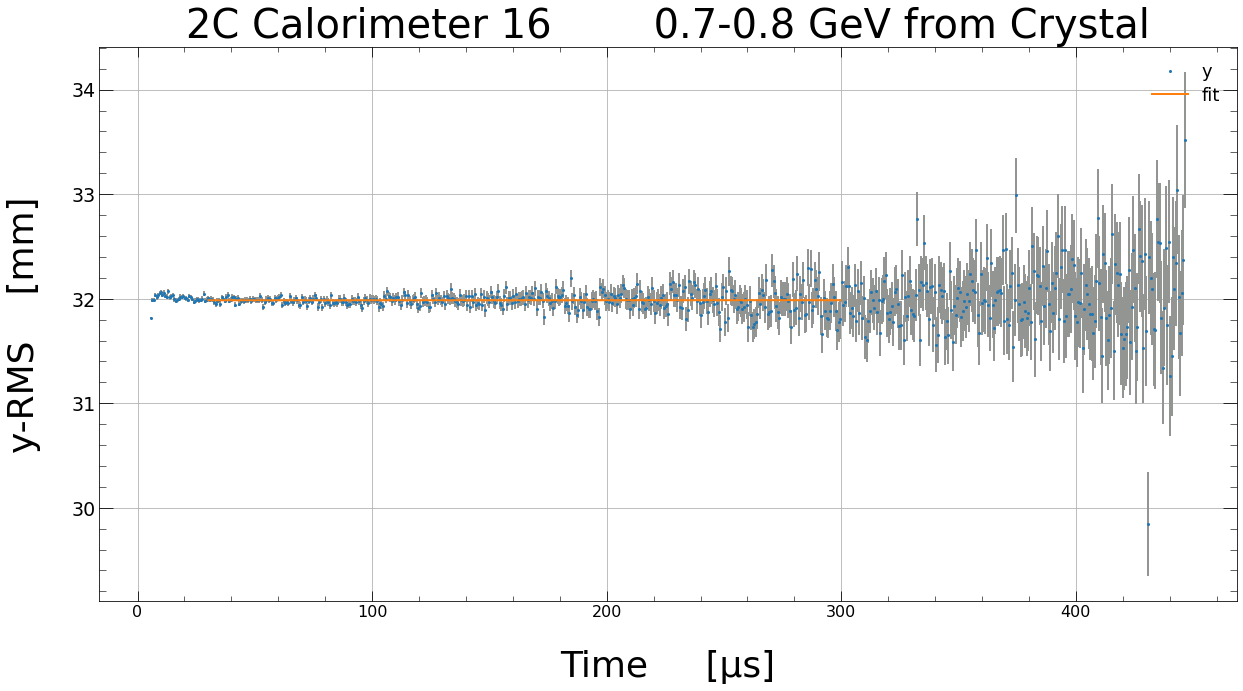 2C Calorimeter 16 0.7-0.8 GeV from Crystal
y
fit
34
33
32
31
30
y-RMS [mm]
0 100 200 300 400
Time [μs]